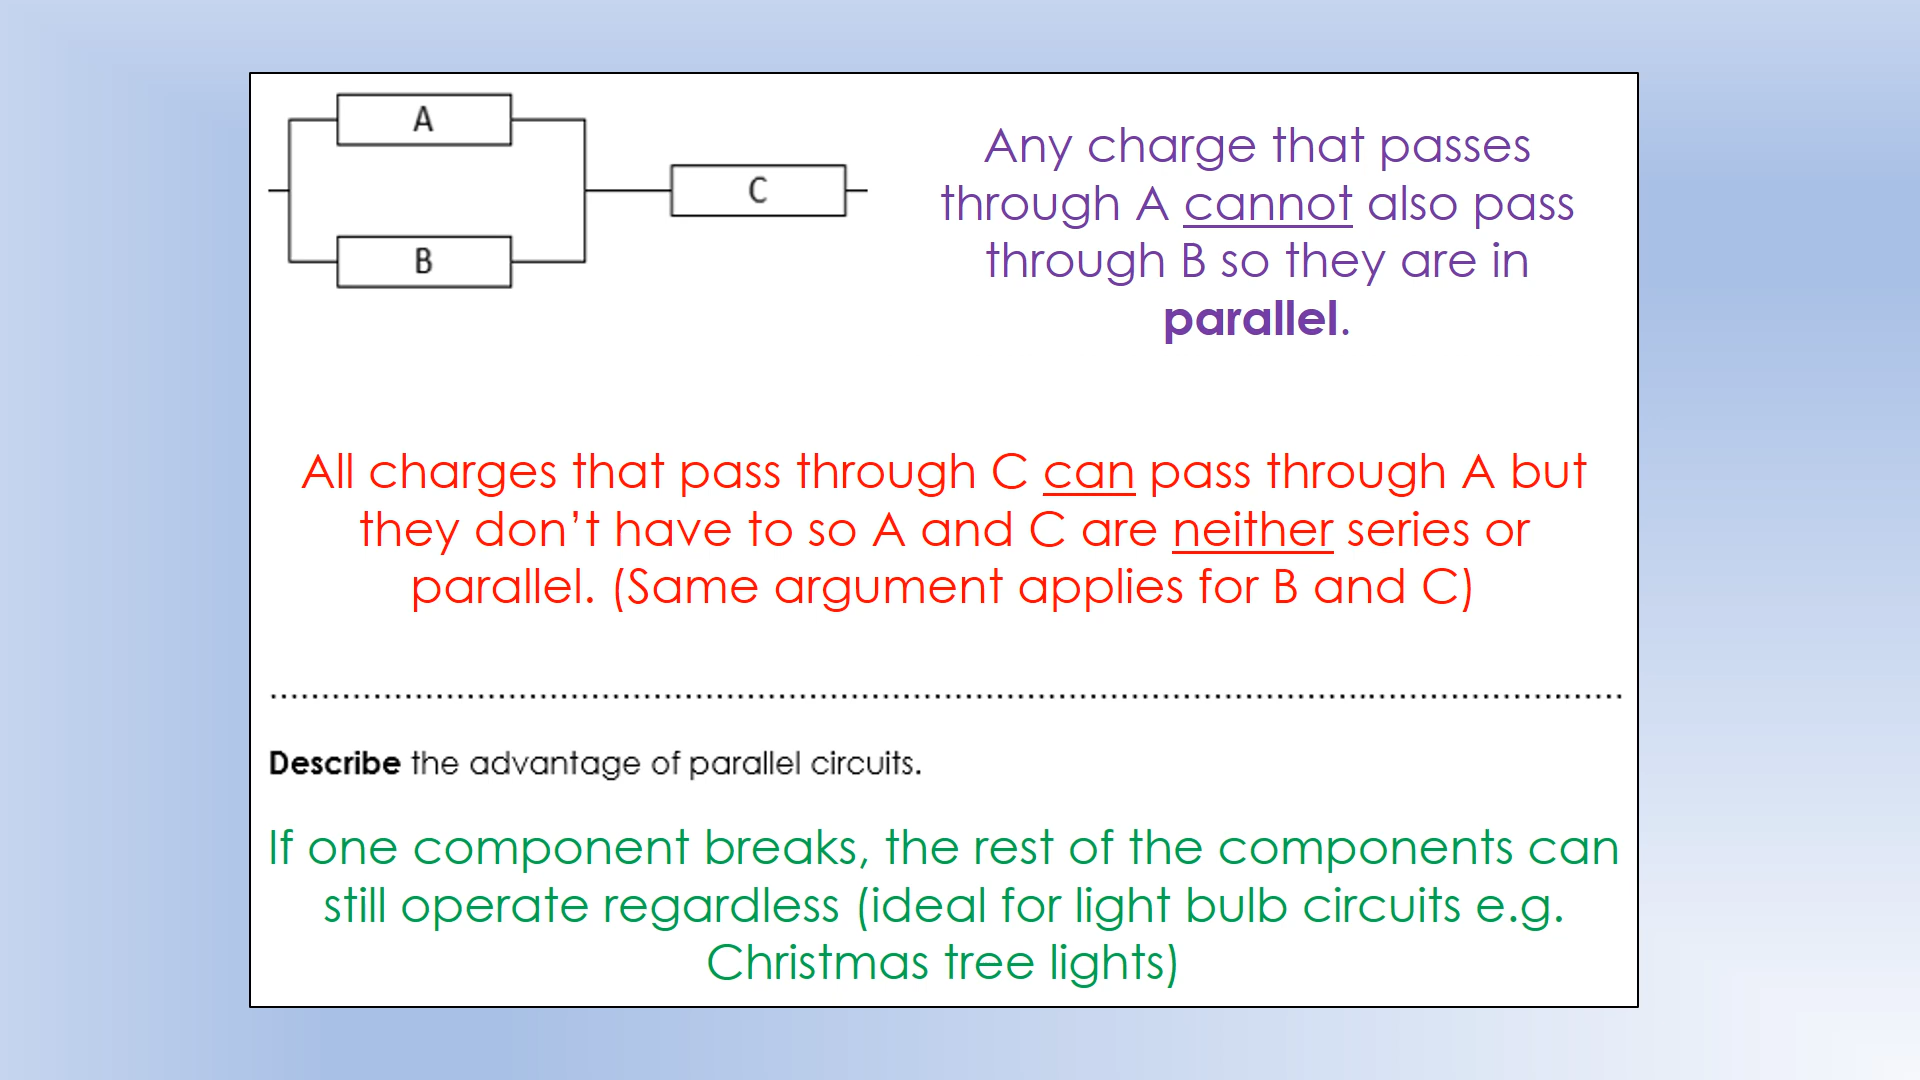 A
B
C
Any charge that passes
through A cannot also pass
through B so they are in
parallel.
All charges that pass through C can pass through A but
they don’t have to so A and C are neither series or
parallel. (Same argument applies for B and C)
Describe the advantage of parallel circuits.
If one component breaks, the rest of the components can
still operate regardless (ideal for light bulb circuits e.g.
Christmas tree lights)